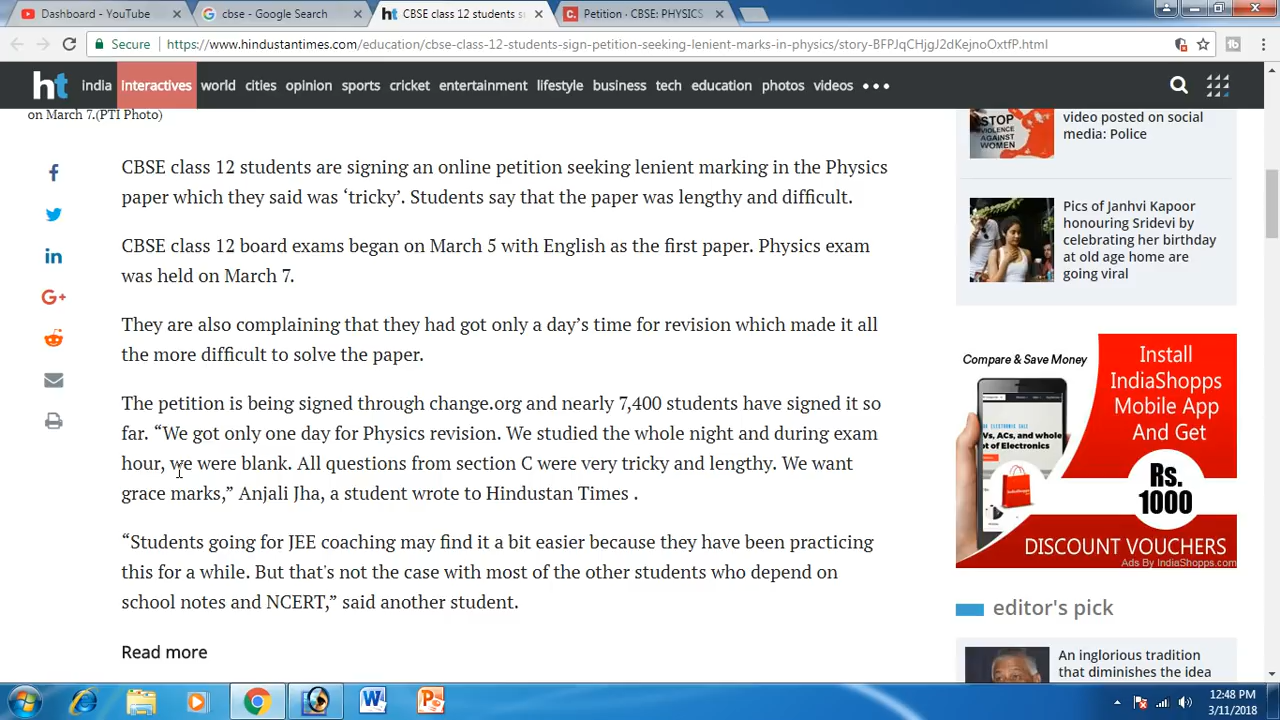 Dashboard - YouTube
cbse - Google Search
CBSE class 12 students s
Petition · CBSE: PHYSICS
Secure
https://www.hindustantimes.com/education/cbse-class-12-students-sign-petition-seeking-lenient-marks-in-physics/story-BFPJqCHjgJ2dKejnoOxtfP.html
ht india Interactives world cities opinion sports cricket entertainment lifestyle business tech education photos videos
on March 7.(PTI Photo)
CBSE class 12 students are signing an online petition seeking lenient marking in the Physics
paper which they said was ‘tricky’. Students say that the paper was lengthy and difficult.
CBSE class 12 board exams began on March 5 with English as the first paper. Physics exam
was held on March 7.
They are also complaining that they had got only a day’s time for revision which made it all
the more difficult to solve the paper.
The petition is being signed through change.org and nearly 7,400 students have signed it so
far. “We got only one day for Physics revision. We studied the whole night and during exam
hour, we were blank. All questions from section C were very tricky and lengthy. We want
grace marks,” Anjali Jha, a student wrote to Hindustan Times .
“Students going for JEE coaching may find it a bit easier because they have been practicing
this for a while. But that's not the case with most of the other students who depend on
school notes and NCERT,” said another student.
Read more
STOP
VIOLENCE
AGAINST
WOMEN
video posted on social
media: Police
Pics of Janhvi Kapoor
honouring Sridevi by
celebrating her birthday
at old age home are
going viral
Compare & Save Money
Install
IndiaShopps
Mobile App
And Get
Rs.
1000
DISCOUNT VOUCHERS
Ads By IndiaShopps.com
editor's pick
An inglorious tradition
that diminishes the idea
12:48 PM
3/11/2018